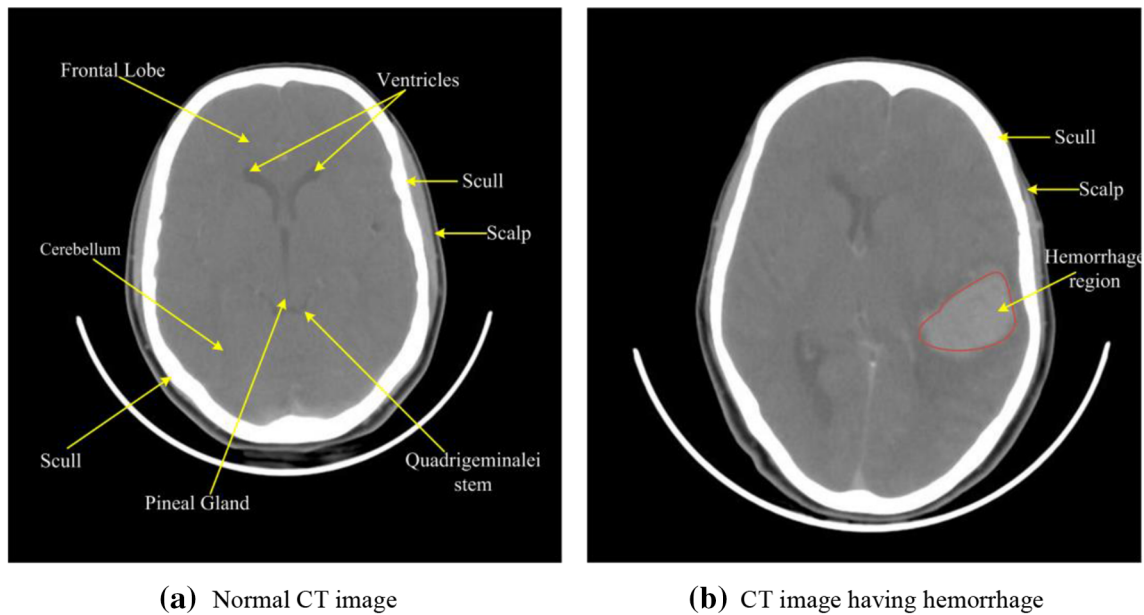 Frontal Lobe
Ventricles
Scull
Scalp
Cerebellum
Scull
Pineal Gland
Quadrigeminalei
stem
(a) Normal CT image
Scull
Scalp
Hemorrhage
region
(b) CT image having hemorrhage